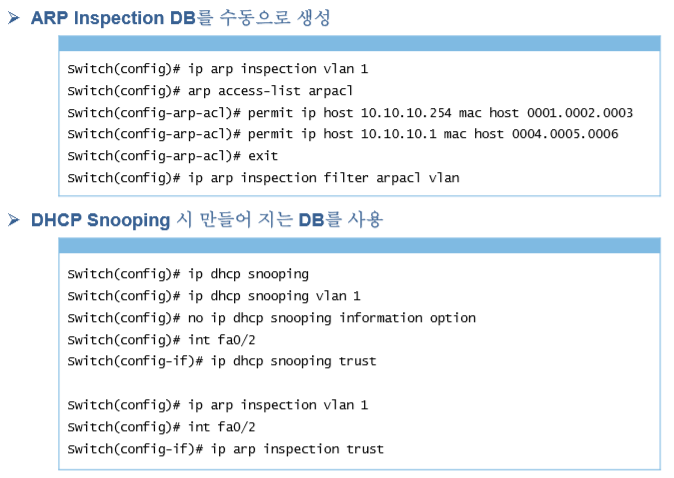 ➢ ARP Inspection DB를 수동으로 생성
Switch(config)# ip arp inspection vlan 1
Switch(config)# arp access-list arpacl
Switch(config-arp-acl)# permit ip host 10.10.10.254 mac host 0001.0002.0003
Switch(config-arp-acl)# permit ip host 10.10.10.1 mac host 0004.0005.0006
Switch(config-arp-acl)# exit
Switch(config)# ip arp inspection filter arpacl vlan
➢ DHCP Snooping 시 만들어 지는 DB를 사용
Switch(config)# ip dhcp snooping
Switch(config)# ip dhcp snooping vlan 1
Switch(config)# no ip dhcp snooping information option
Switch(config)# int fa0/2
Switch(config-if)# ip dhcp snooping trust
Switch(config)# ip arp inspection vlan 1
Switch(config)# int fa0/2
Switch(config-if)# ip arp inspection trust